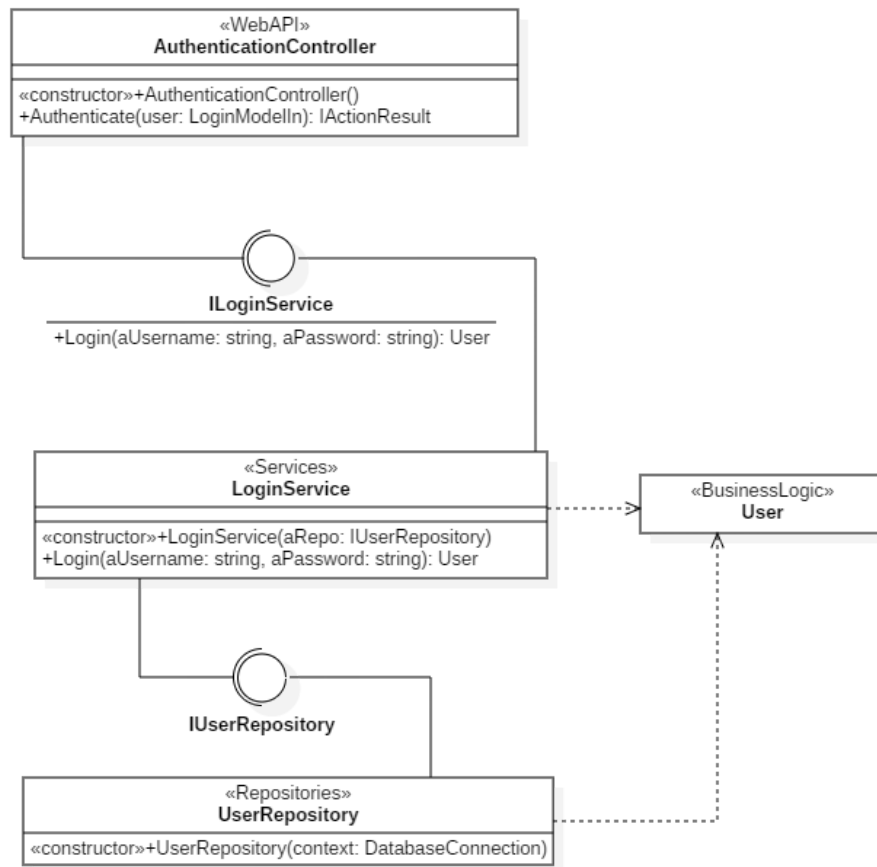 «WebAPI»
AuthenticationController
«constructor»+AuthenticationController()
+Authenticate(user: LoginModelIn): IActionResult
ILoginService
+Login(aUsername: string, aPassword: string): User
«Services»
LoginService
«constructor»+LoginService(aRepo: IUserRepository)
+Login(aUsername: string, aPassword: string): User
«BusinessLogic»
User
IUserRepository
«Repositories»
UserRepository
«constructor»+UserRepository(context: DatabaseConnection)